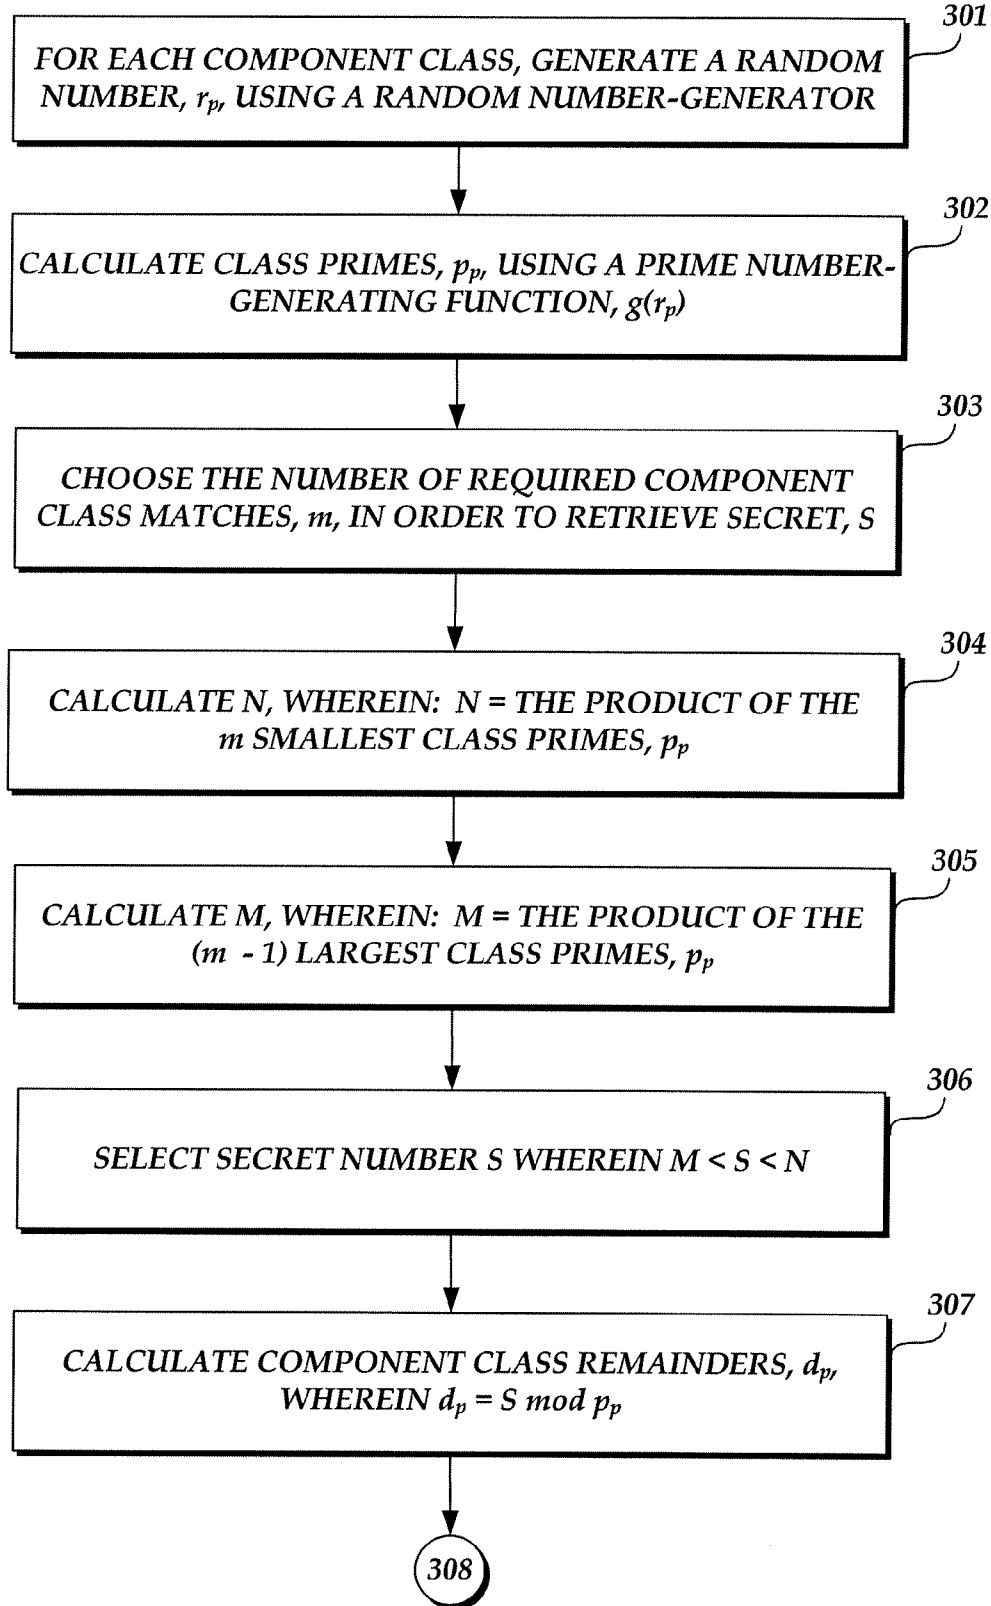 301
FOR EACH COMPONENT CLASS, GENERATE A RANDOM
NUMBER, rp, USING A RANDOM NUMBER-GENERATOR
302
CALCULATE CLASS PRIMES, pp, USING A PRIME NUMBER-
GENERATING FUNCTION, g(rp)
303
CHOOSE THE NUMBER OF REQUIRED COMPONENT
CLASS MATCHES, m, IN ORDER TO RETRIEVE SECRET, S
304
CALCULATE N, WHEREIN: N = THE PRODUCT OF THE
m SMALLEST CLASS PRIMES, pp
305
CALCULATE M, WHEREIN: M = THE PRODUCT OF THE
(m - 1) LARGEST CLASS PRIMES, pp
306
SELECT SECRET NUMBER S WHEREIN M < S < N
307
CALCULATE COMPONENT CLASS REMAINDERS, dp,
WHEREIN dp = S mod pp
308